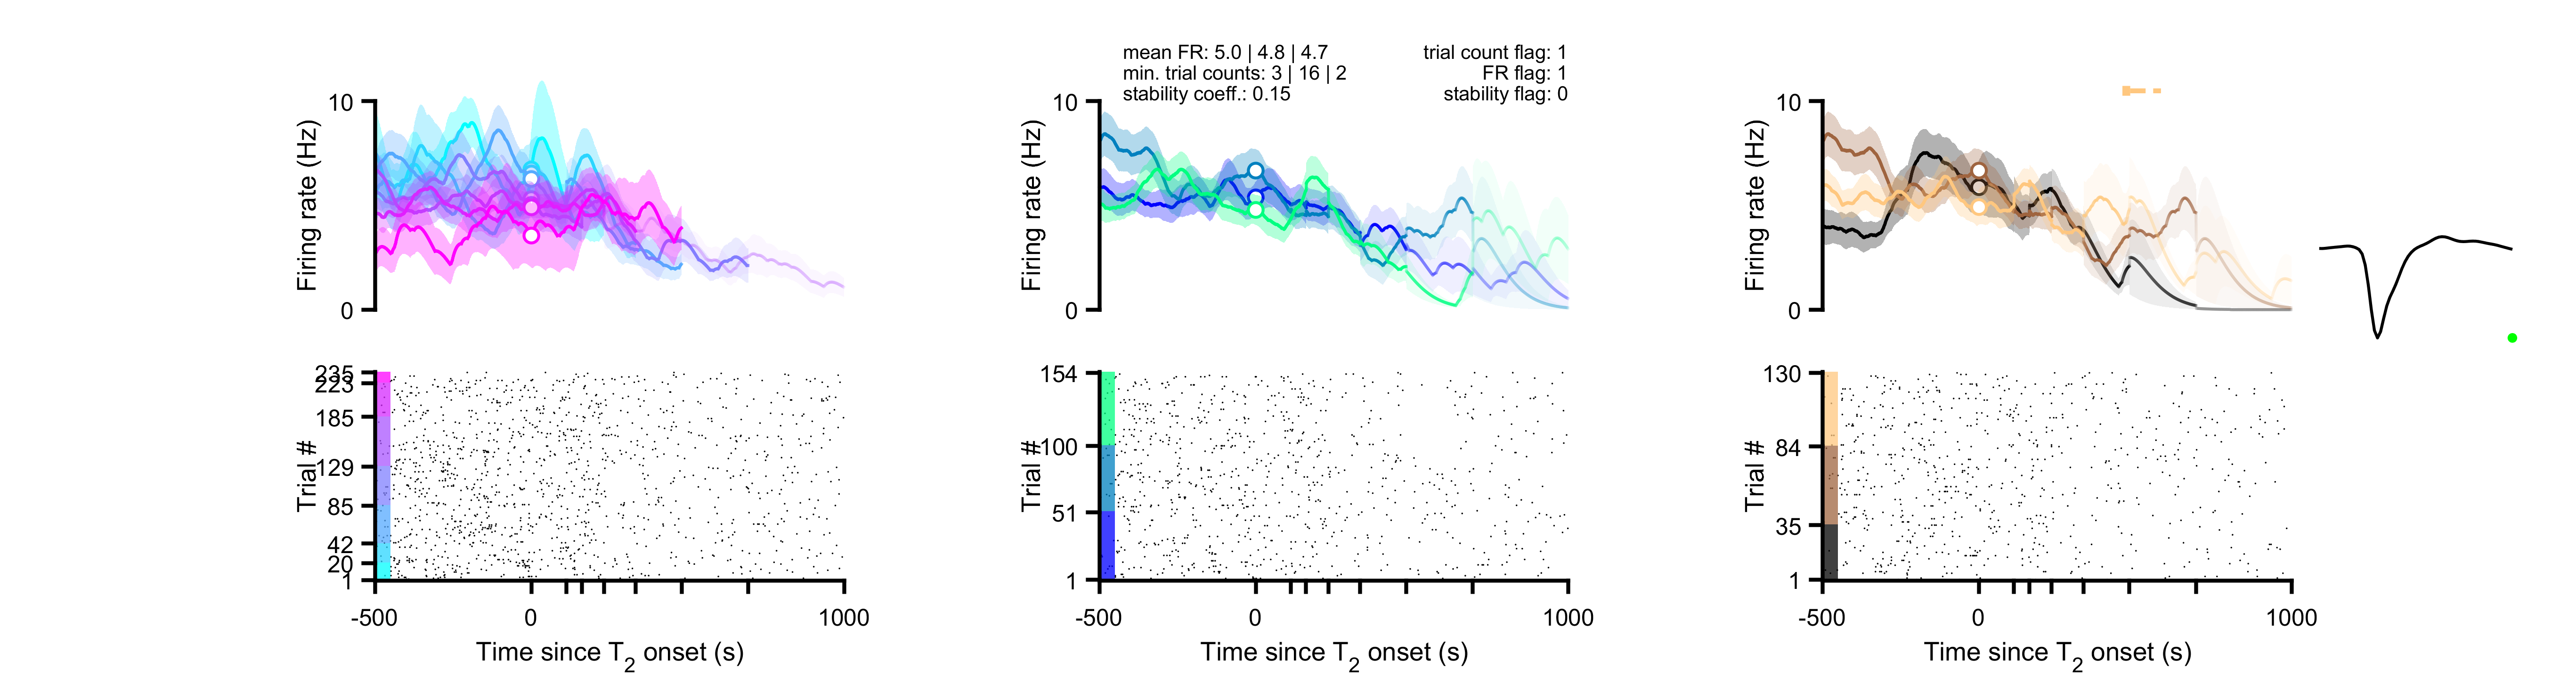 mean FR: 5.0 | 4.8 | 4.7
min. trial counts: 3 | 16 | 2
stability coeff.: 0.15
trial count flag: 1
FR flag: 1
stability flag: 0
10
Firing rate (Hz)
0
235
223
185
129
85
42
20
1
Trial #
-500
0
1000
Time since T2 onset (s)
10
Firing rate (Hz)
0
154
100
51
1
Trial #
-500
0
1000
Time since T2 onset (s)
10
Firing rate (Hz)
0
130
84
35
1
Trial #
-500
0
1000
Time since T2 onset (s)